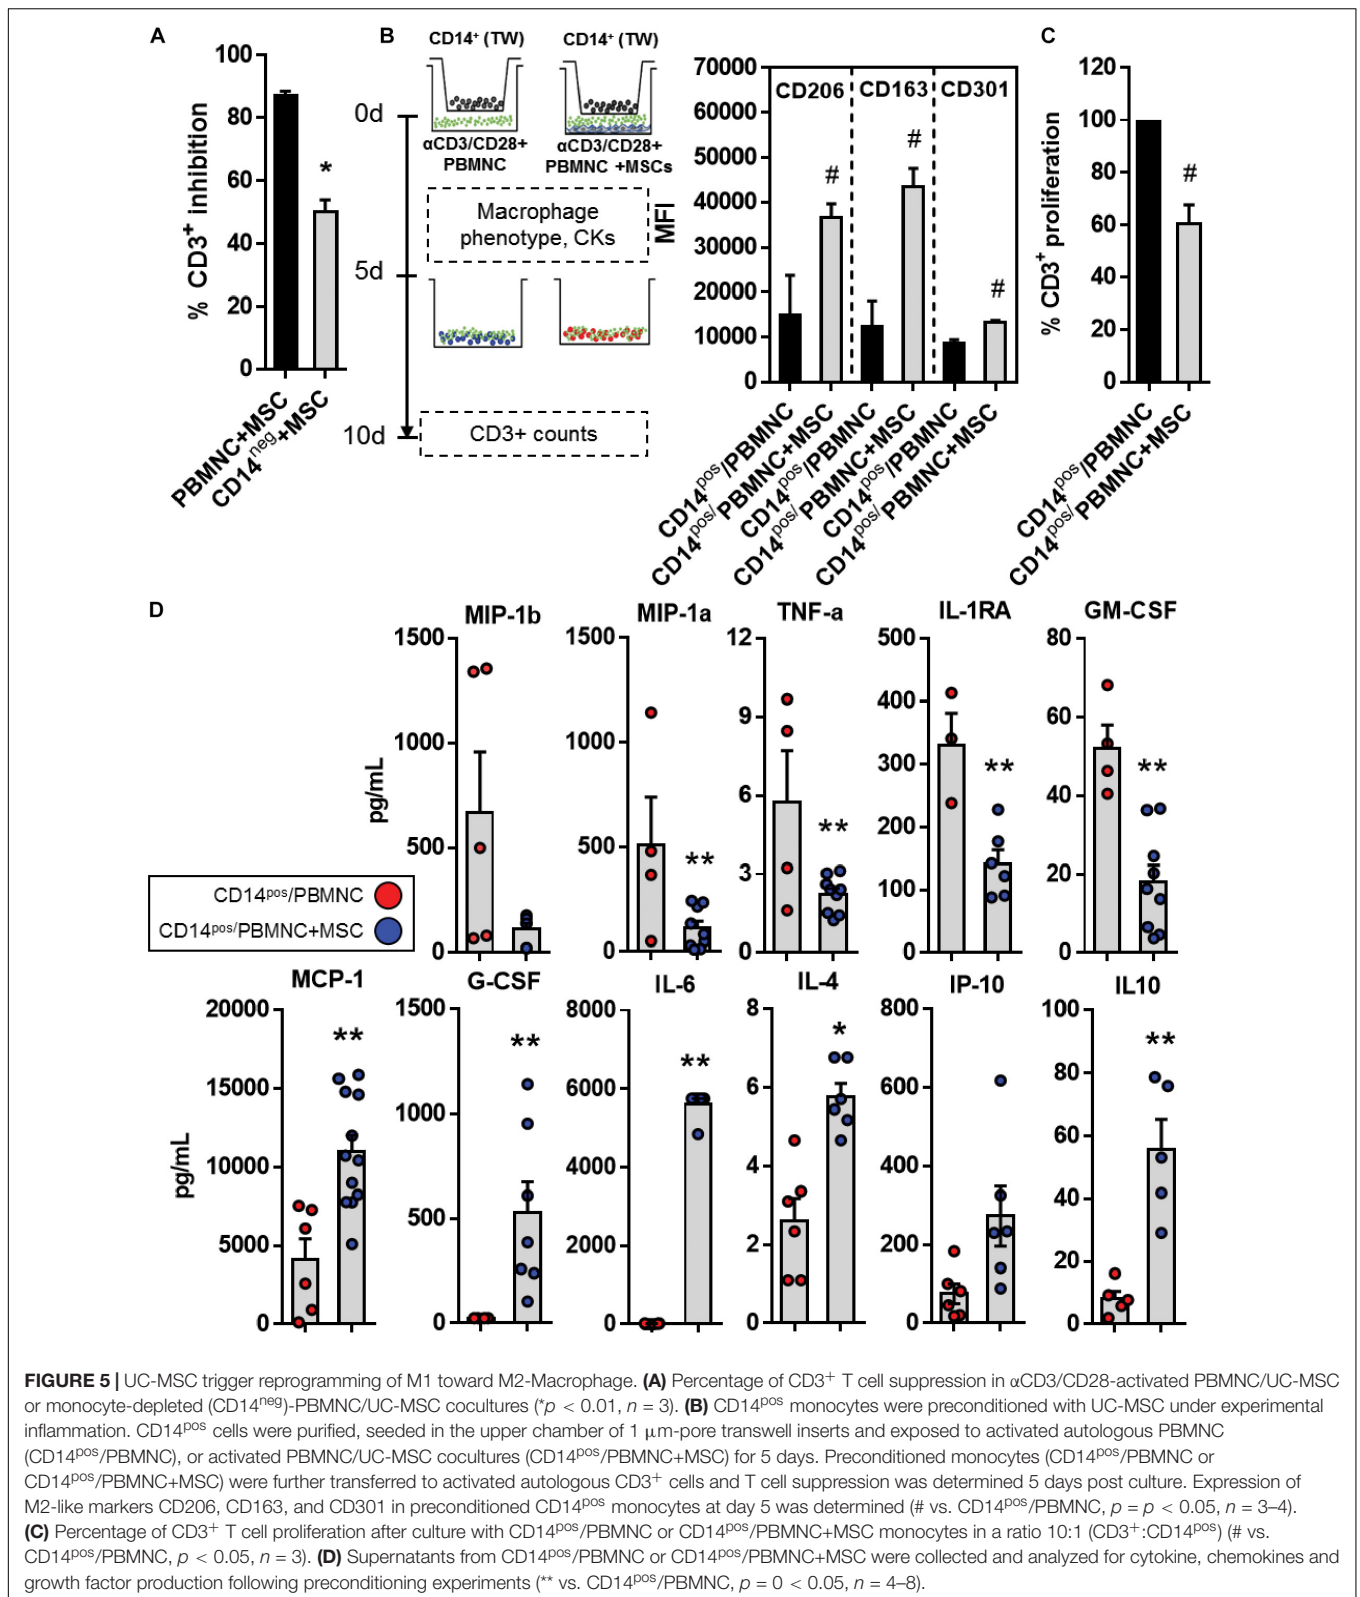 A
% CD3+ inhibition
100
80
60
40
20
0
*
PBMNC+MSC
CD14neg+MSC
B
CD14+ (TW)
CD14+ (TW)
0d
αCD3/CD28+
PBMNC
αCD3/CD28+
PBMNC +MSCs
Macrophage
phenotype, CKs
5d
10d
CD3+ counts
MFI
70000
60000
50000
40000
30000
20000
10000
0
CD206
CD163
CD301
#
#
#
CD14pos/PBMNC
CD14pos/PBMNC+MSC
CD14pos/PBMNC
CD14pos/PBMNC+MSC
CD14pos/PBMNC
CD14pos/PBMNC+MSC
C
% CD3+ proliferation
120
100
80
60
40
20
0
#
CD14pos/PBMNC
CD14pos/PBMNC+MSC
D
CD14pos/PBMNC
CD14pos/PBMNC+MSC
pg/mL
MIP-1b
1500
1000
500
0
MIP-1a
1500
1000
500
0
**
TNF-a
12
9
6
3
0
**
IL-1RA
500
400
300
200
100
0
**
GM-CSF
80
60
40
20
0
**
pg/mL
MCP-1
20000
15000
10000
5000
0
**
G-CSF
1500
1000
500
0
**
IL-6
8000
6000
4000
2000
0
**
IL-4
8
6
4
2
0
*
IP-10
800
600
400
200
0
IL10
100
80
60
40
20
0
**
FIGURE 5 | UC-MSC trigger reprogramming of M1 toward M2-Macrophage. (A) Percentage of CD3+ T cell suppression in αCD3/CD28-activated PBMNC/UC-MSC
or monocyte-depleted (CD14neg)-PBMNC/UC-MSC cocultures (*p < 0.01, n = 3). (B) CD14pos monocytes were preconditioned with UC-MSC under experimental
inflammation. CD14pos cells were purified, seeded in the upper chamber of 1 μm-pore transwell inserts and exposed to activated autologous PBMNC
(CD14pos/PBMNC), or activated PBMNC/UC-MSC cocultures (CD14pos/PBMNC+MSC) for 5 days. Preconditioned monocytes (CD14pos/PBMNC or
CD14pos/PBMNC+MSC) were further transferred to activated autologous CD3+ cells and T cell suppression was determined 5 days post culture. Expression of
M2-like markers CD206, CD163, and CD301 in preconditioned CD14pos monocytes at day 5 was determined (# vs. CD14pos/PBMNC, p = p < 0.05, n = 3–4).
(C) Percentage of CD3+ T cell proliferation after culture with CD14pos/PBMNC or CD14pos/PBMNC+MSC monocytes in a ratio 10:1 (CD3+:CD14pos) (# vs.
CD14pos/PBMNC, p < 0.05, n = 3). (D) Supernatants from CD14pos/PBMNC or CD14pos/PBMNC+MSC were collected and analyzed for cytokine, chemokines and
growth factor production following preconditioning experiments (** vs. CD14pos/PBMNC, p = 0 < 0.05, n = 4–8).